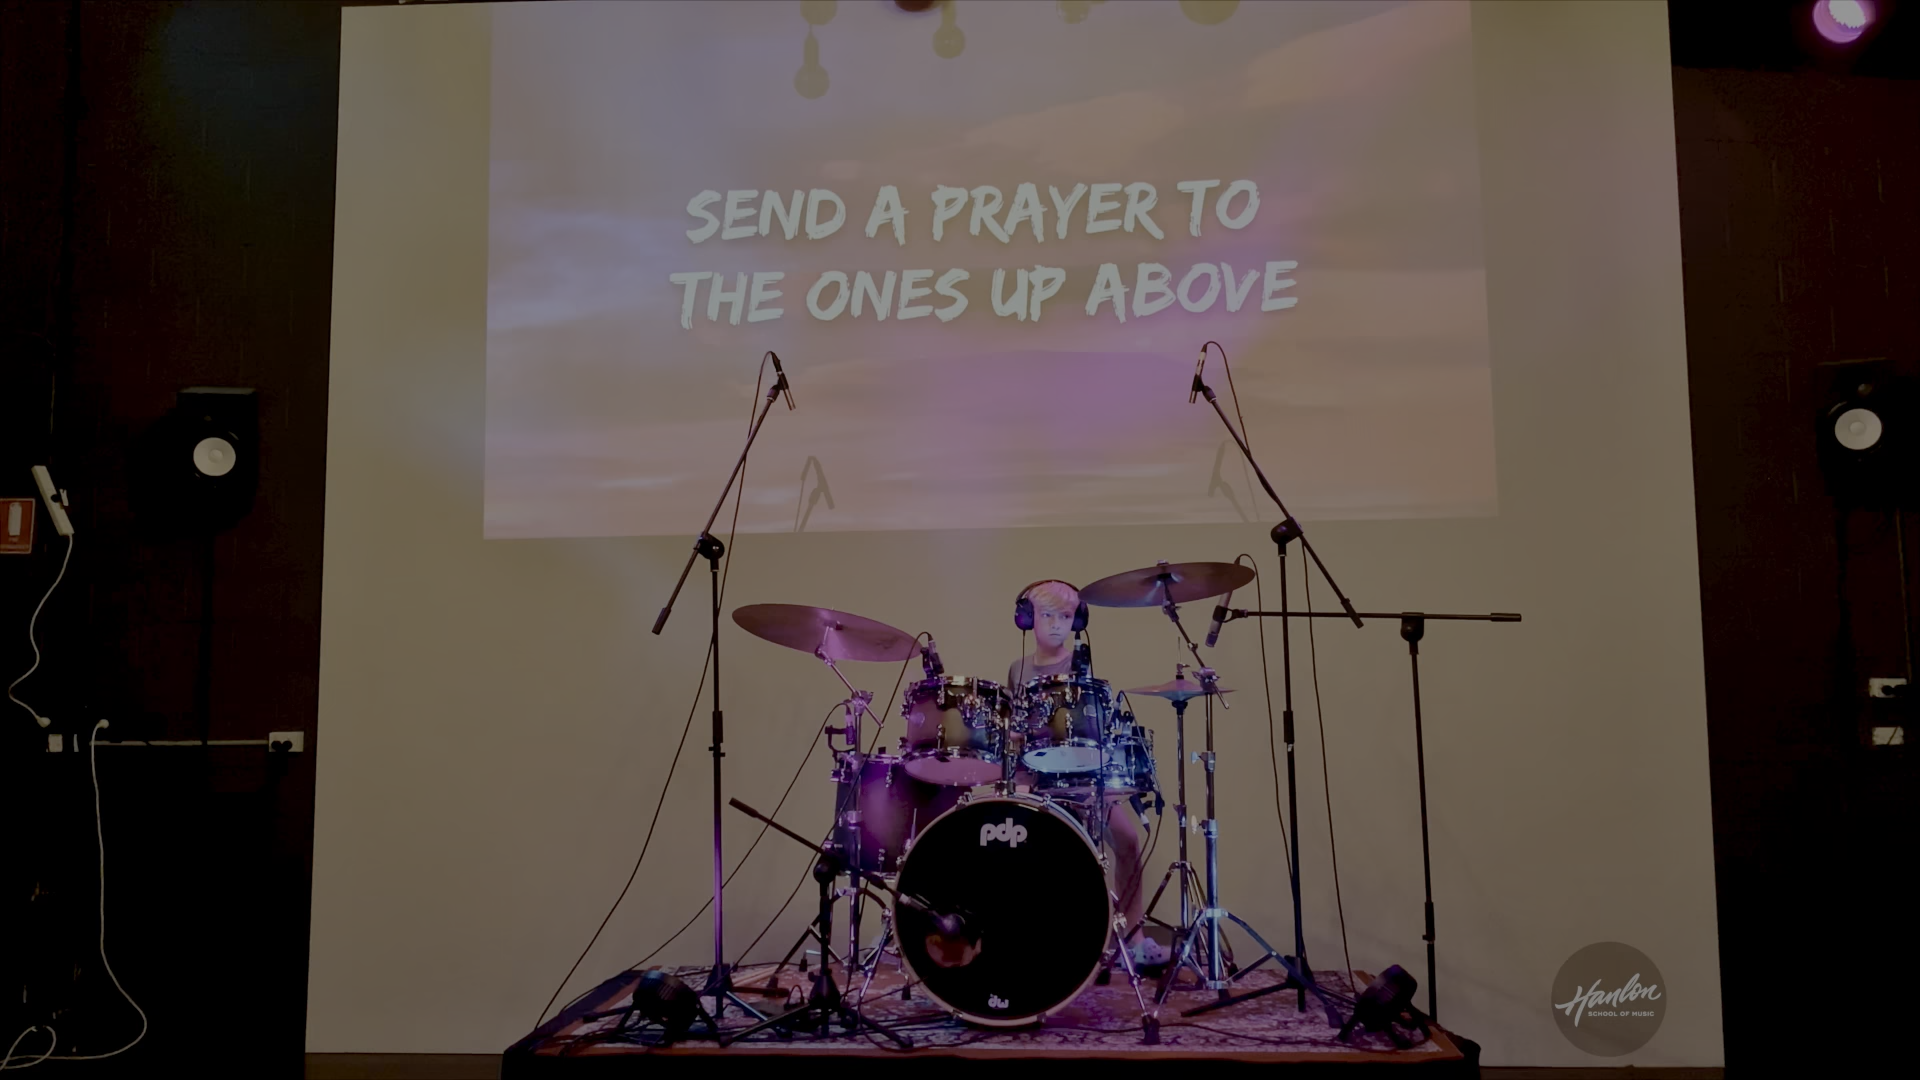 SEND A PRAYER TO
THE ONES UP ABOVE
pdp
dw
Hanlon
SCHOOL OF MUSIC